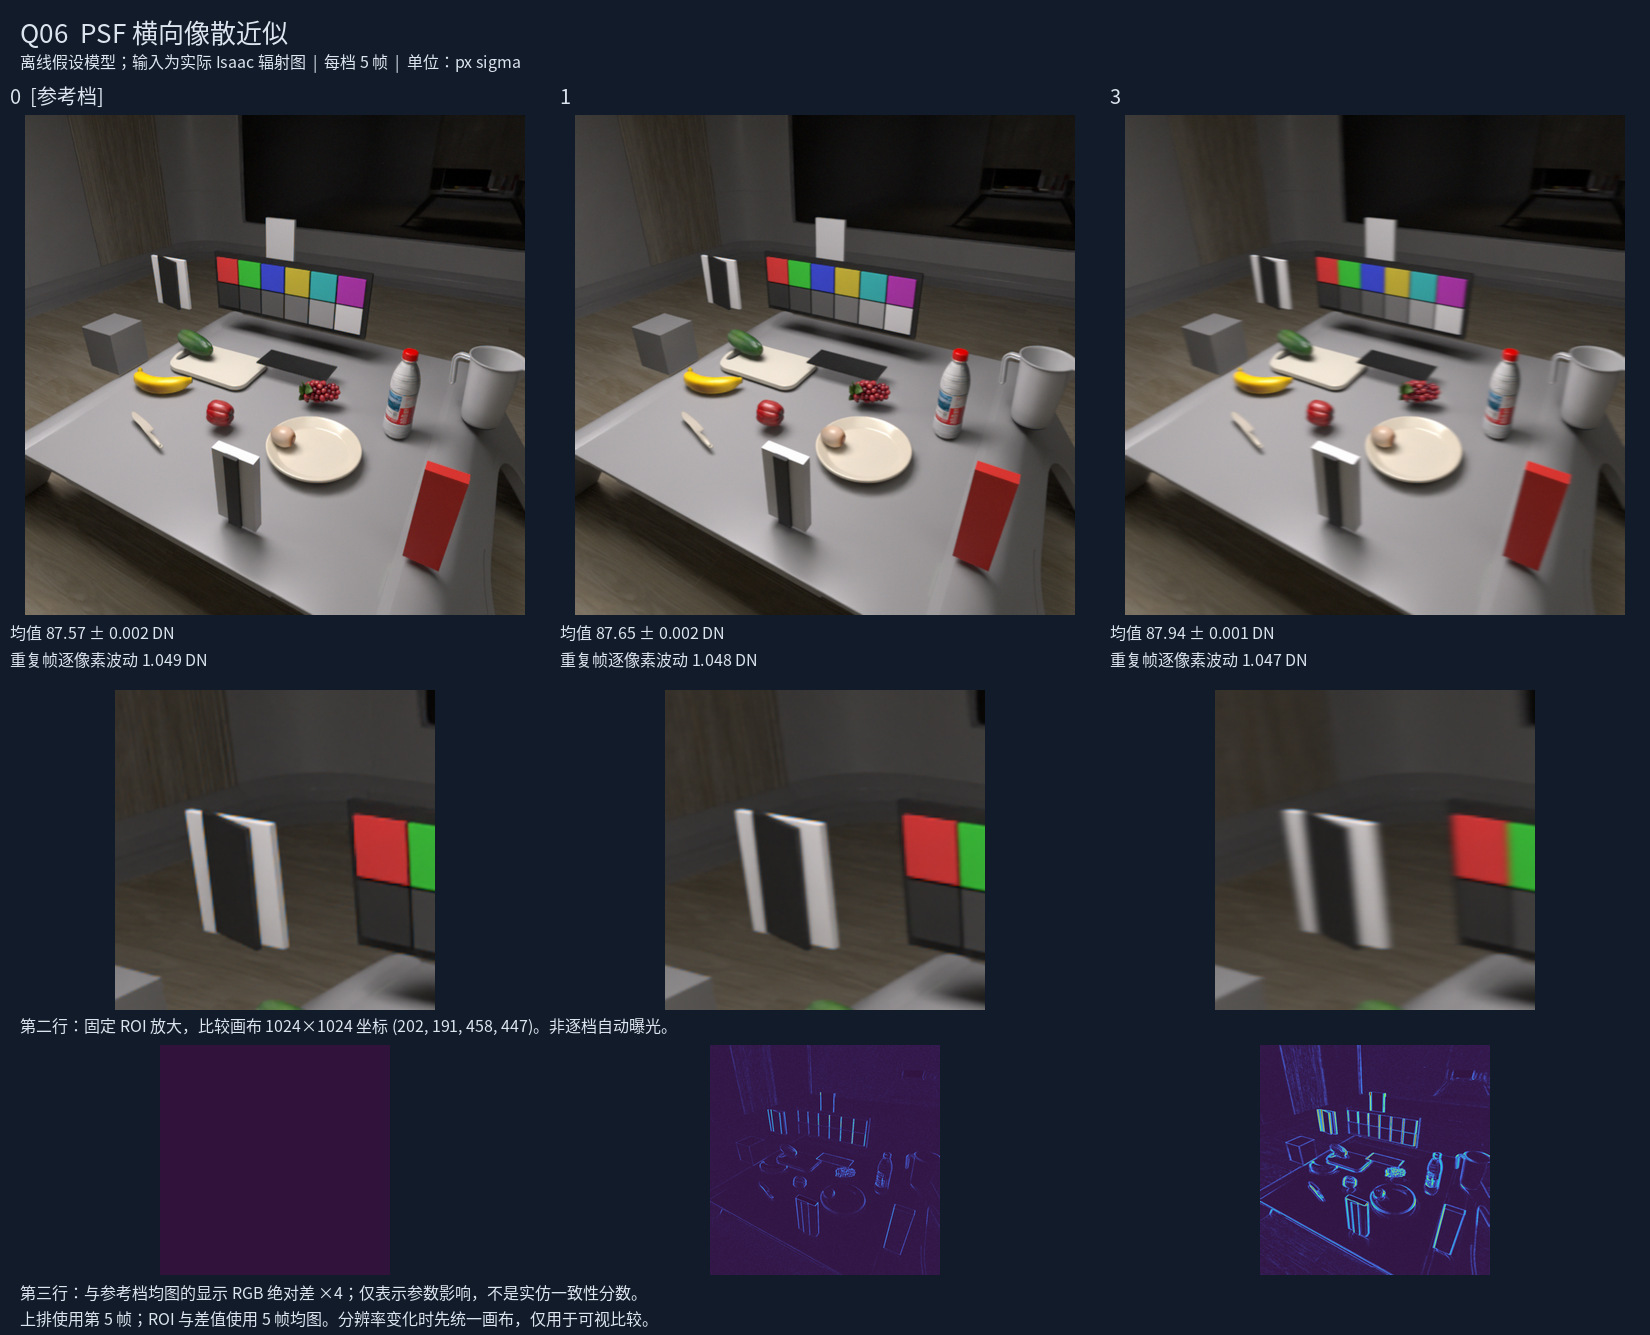 Q06 PSF 横向像散近似
离线假设模型；输入为实际 Isaac 辐射图 | 每档 5 帧 | 单位：px sigma
0 [参考档]
1
3
均值 87.57 ± 0.002 DN
重复帧逐像素波动 1.049 DN
均值 87.65 ± 0.002 DN
重复帧逐像素波动 1.048 DN
均值 87.94 ± 0.001 DN
重复帧逐像素波动 1.047 DN
第二行：固定 ROI 放大，比较画布 1024×1024 坐标 (202, 191, 458, 447)。非逐档自动曝光。
第三行：与参考档均图的显示 RGB 绝对差 ×4；仅表示参数影响，不是实仿一致性分数。
上排使用第 5 帧；ROI 与差值使用 5 帧均图。分辨率变化时先统一画布，仅用于可视比较。